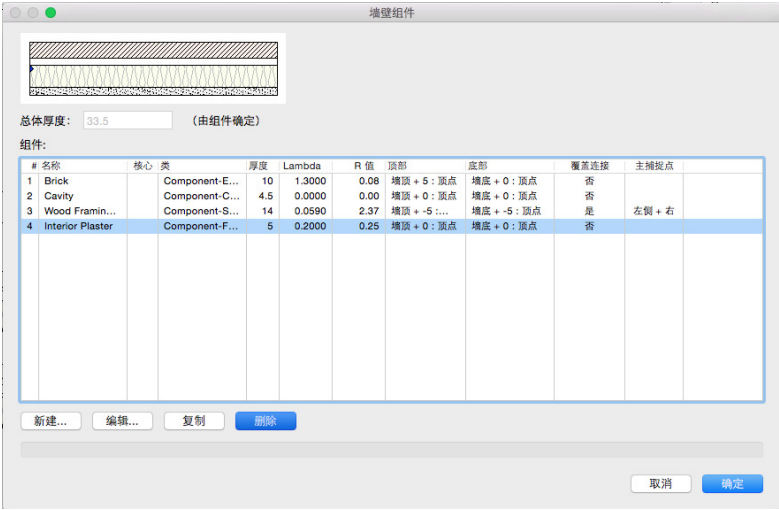 墙壁组件
总体厚度: 33.5 (由组件确定)
组件:
# 名称 核心 类 厚度 Lambda R 值 顶部 底部 覆盖连接 主捕捉点
1 Brick Component-E... 10 1.3000 0.08 墙顶 + 5 : 顶点 墙底 + 0 : 顶点 否
2 Cavity Component-C... 4.5 0.0000 0.00 墙顶 + 0 : 顶点 墙底 + 0 : 顶点 否
3 Wood Framin... Component-S... 14 0.0590 2.37 墙顶 + -5 :... 墙底 + -5 : 顶点 是 左侧 + 右
4 Interior Plaster Component-F... 5 0.2000 0.25 墙顶 + 0 : 顶点 墙底 + 0 : 顶点 否
新建... 编辑... 复制 删除
取消 确定